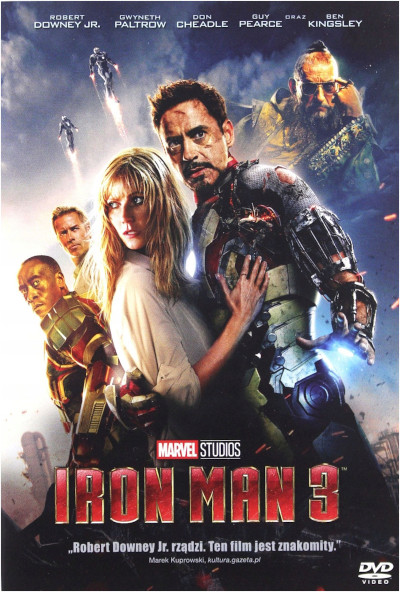 ROBERT DOWNEY JR. GWYNETH PALTROW DON CHEADLE GUY PEARCE ORAZ BEN KINGSLEY
MARVEL STUDIOS
IRON MAN 3™
„Robert Downey Jr. rządzi. Ten film jest znakomity.”
Marek Kuprowski, kultura.gazeta.pl
DVD
VIDEO